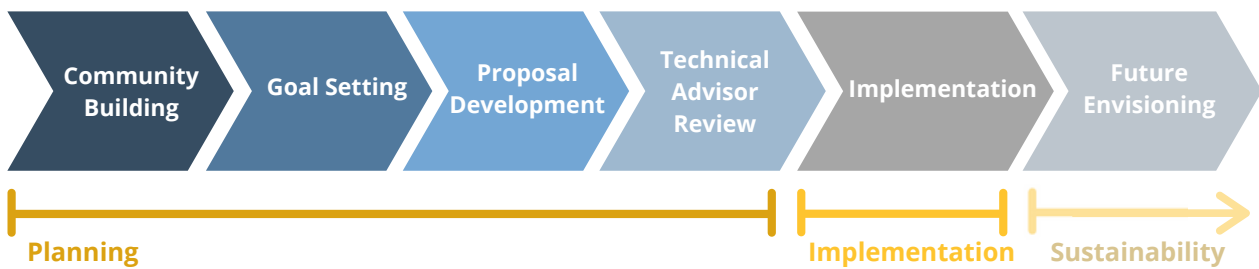 Community
Building
Goal Setting
Proposal
Development
Technical
Advisor
Review
Implementation
Future
Envisioning
Planning
Implementation
Sustainability